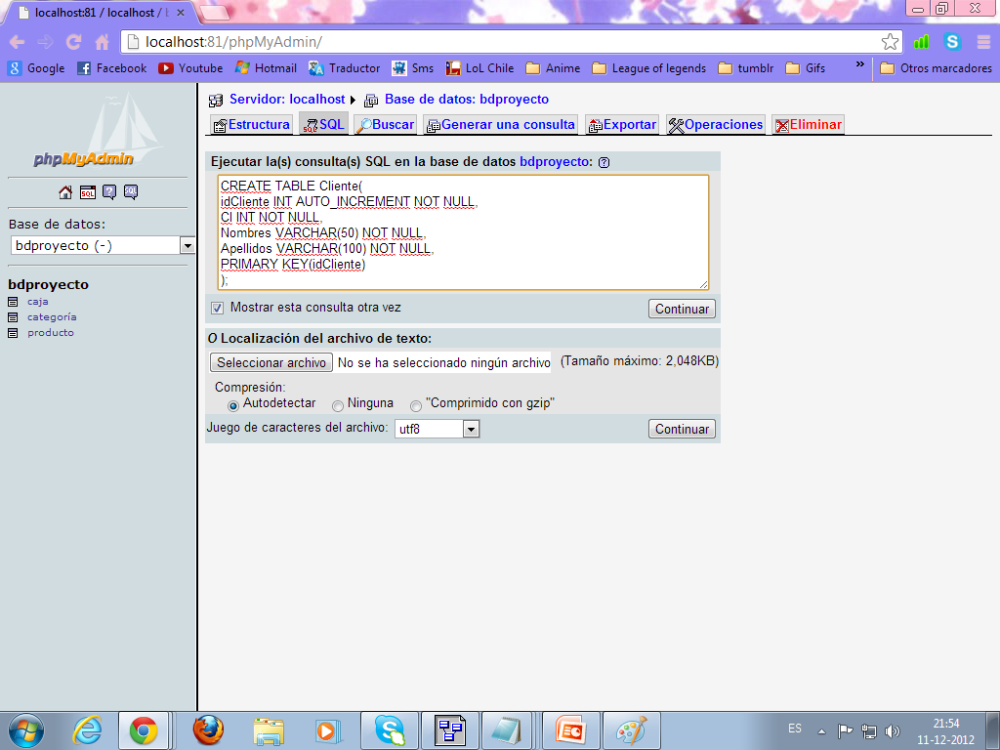 localhost:81 / localhost /
localhost:81/phpMyAdmin/
Google Facebook Youtube Hotmail Traductor Sms LoL Chile Anime League of legends tumblr Gifs » Otros marcadores
phpMyAdmin
SQL ? SQL
Base de datos:
bdproyecto (-)
bdproyecto
caja
categoría
producto
Servidor: localhost Base de datos: bdproyecto
Estructura SQL Buscar Generar una consulta Exportar Operaciones Eliminar
Ejecutar la(s) consulta(s) SQL en la base de datos bdproyecto: ?
CREATE TABLE Cliente(
idCliente INT AUTO_INCREMENT NOT NULL,
CI INT NOT NULL,
Nombres VARCHAR(50) NOT NULL,
Apellidos VARCHAR(100) NOT NULL,
PRIMARY KEY(idCliente)
);
Mostrar esta consulta otra vez Continuar
O Localización del archivo de texto:
Seleccionar archivo No se ha seleccionado ningún archivo (Tamaño máximo: 2,048KB)
Compresión:
Autodetectar Ninguna "Comprimido con gzip"
Juego de caracteres del archivo: utf8 Continuar
ES
21:54
11-12-2012